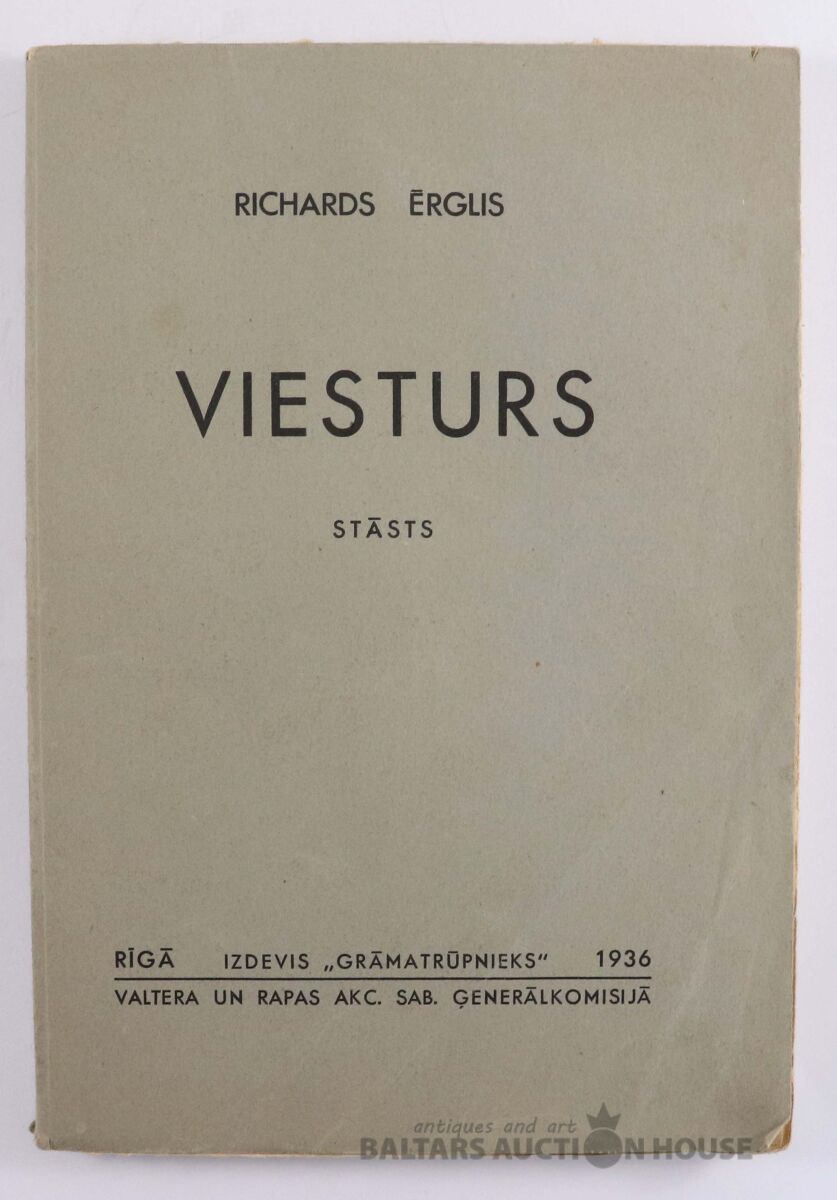 RICHARDS ĒRGLIS
VIESTURS
STĀSTS
RĪGĀ IZDEVIS „GRĀMATRŪPNIEKS“ 1936
VALTERA UN RAPAS AKC. SAB. ĢENERĀLKOMISIJĀ
antiques and art
BALTARS AUCTION HOUSE